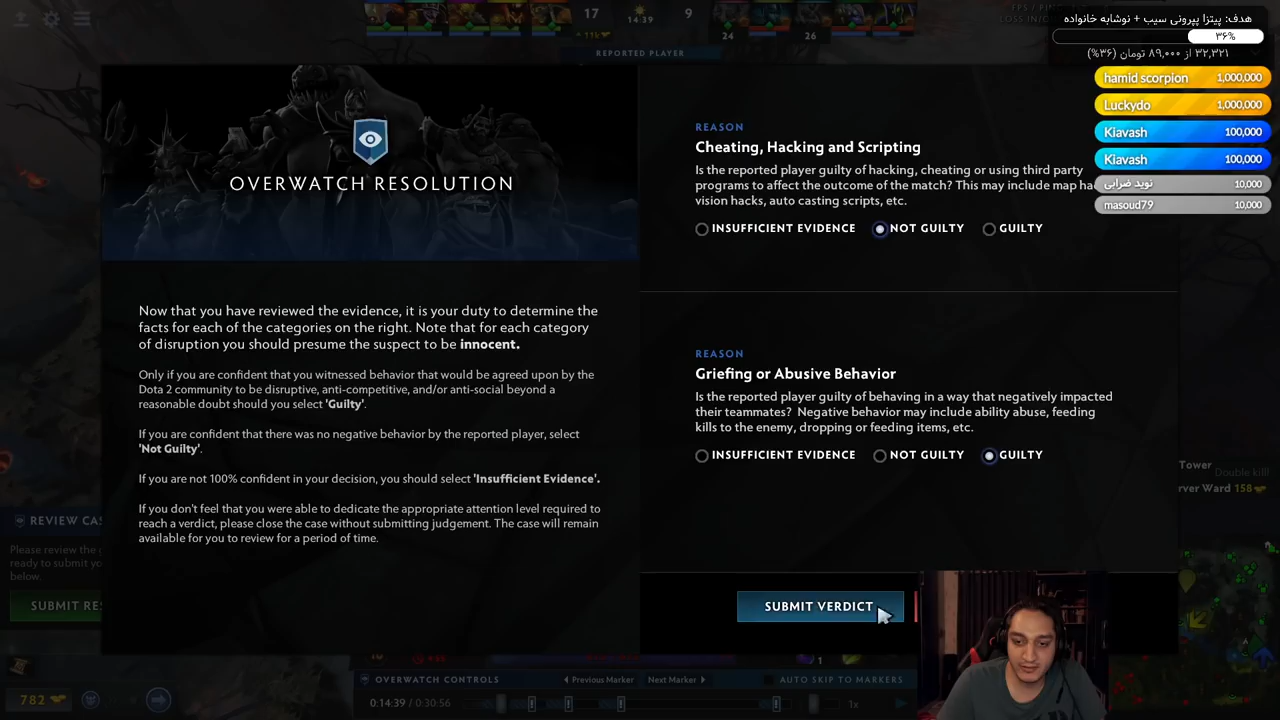 17
14:39
9
FPS / PIN
LOSS IN/O
+11k
24
26
REPORTED PLAYER
هدف: پیتزا پپرونی سیب + نوشابه خانواده
۳۶%
۳۲,۳۲۱ از ۸۹,۰۰۰ تومان (۳۶%)
hamid scorpion 1,000,000
Luckydo 1,000,000
Kiavash 100,000
Kiavash 100,000
نوید ضرابی 10,000
masoud79 10,000
OVERWATCH RESOLUTION
Now that you have reviewed the evidence, it is your duty to determine the
facts for each of the categories on the right. Note that for each category
of disruption you should presume the suspect to be innocent.
Only if you are confident that you witnessed behavior that would be agreed upon by the
Dota 2 community to be disruptive, anti-competitive, and/or anti-social beyond a
reasonable doubt should you select 'Guilty'.
If you are confident that there was no negative behavior by the reported player, select
'Not Guilty'.
If you are not 100% confident in your decision, you should select 'Insufficient Evidence'.
If you don't feel that you were able to dedicate the appropriate attention level required to
reach a verdict, please close the case without submitting judgement. The case will remain
available for you to review for a period of time.
REASON
Cheating, Hacking and Scripting
Is the reported player guilty of hacking, cheating or using third party
programs to affect the outcome of the match? This may include map ha
vision hacks, auto casting scripts, etc.
INSUFFICIENT EVIDENCE NOT GUILTY GUILTY
REASON
Griefing or Abusive Behavior
Is the reported player guilty of behaving in a way that negatively impacted
their teammates? Negative behavior may include ability abuse, feeding
kills to the enemy, dropping or feeding items, etc.
INSUFFICIENT EVIDENCE NOT GUILTY GUILTY
SUBMIT VERDICT
Tower
Double kill!
rver Ward 158
REVIEW CAS
Please review the g
ready to submit yo
below.
SUBMIT RES
782
1
OVERWATCH CONTROLS
Previous Marker
Next Marker
AUTO SKIP TO MARKERS
0:14:39 / 0:30:56
1x